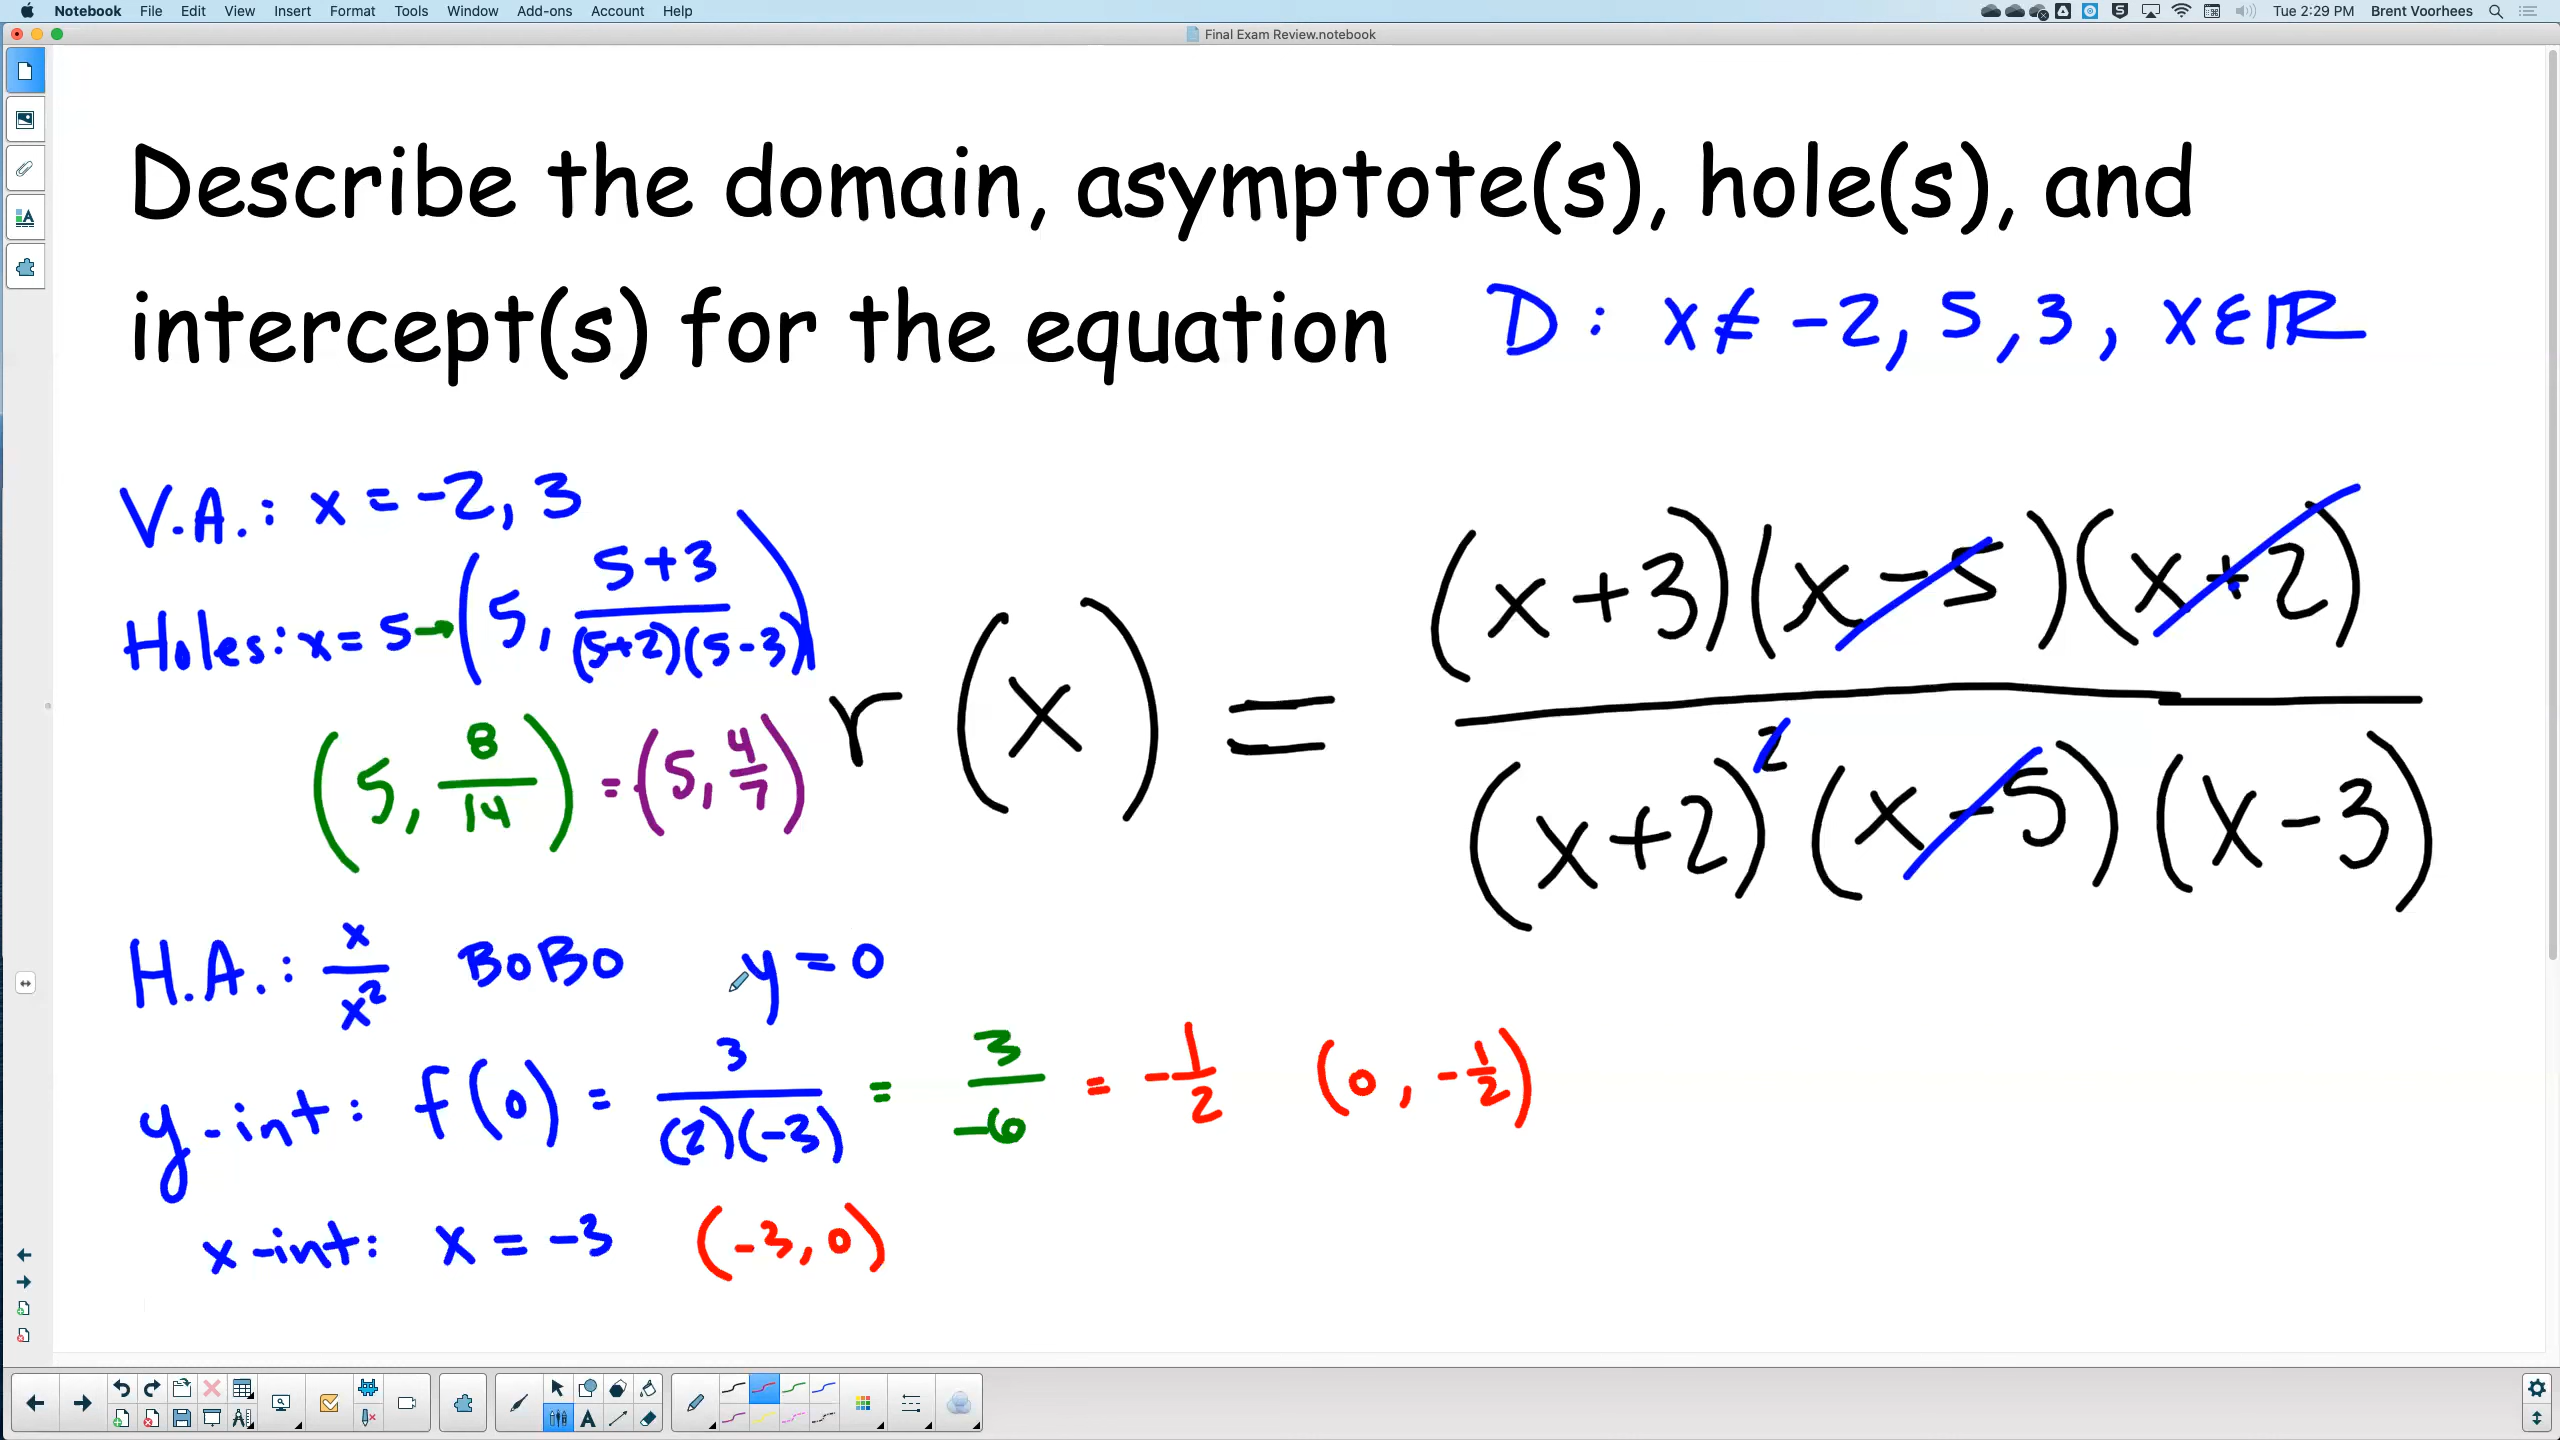 Notebook File Edit View Insert Format Tools Window Add-ons Account Help Tue 2:29 PM Brent Voorhees
Final Exam Review.notebook
Describe the domain, asymptote(s), hole(s), and
intercept(s) for the equation
D: x ≠ -2, 5, 3, x ∈ ℝ
V.A.: x = -2, 3
Holes: x = 5 → (5, (5+3)/((5+2)(5-3)))
(5, 8/14) = (5, 4/7)
r(x) = ((x+3)(x-5)(x+2))/((x+2)²(x-5)(x-3))
H.A.: x/x² BOBO y = 0
y-int: f(0) = 3/((2)(-3)) = 3/-6 = -1/2 (0, -1/2)
x-int: x = -3 (-3, 0)